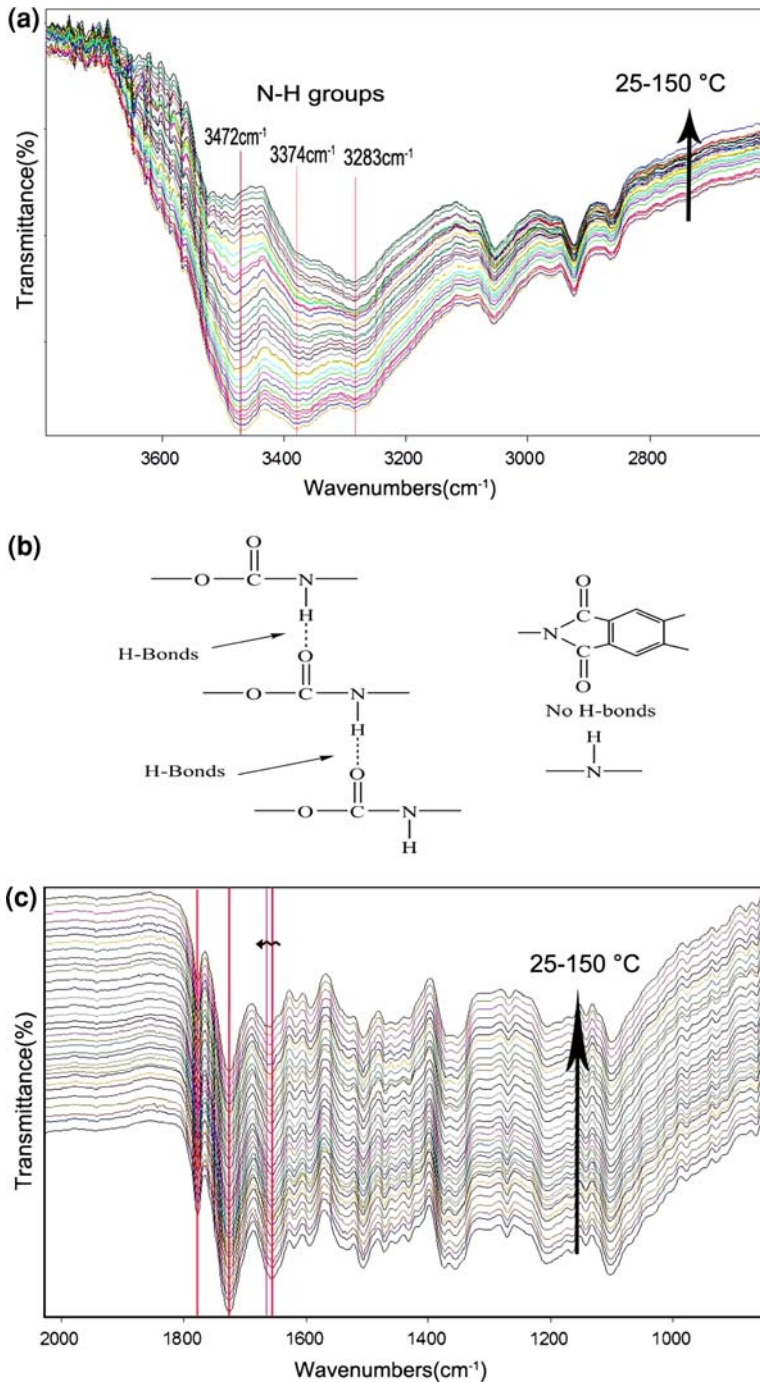 (a)
25-150 °C
N-H groups
3472cm⁻¹
3374cm⁻¹
3283cm⁻¹
Transmittance(%)
3600 3400 3200 3000 2800
Wavenumbers(cm⁻¹)
(b)
O
O C N
H
H-Bonds
O
O C N
H
H-Bonds
O
O C N
H
O
C
N
C
O
No H-bonds
H
N
(c)
25-150 °C
Transmittance(%)
2000 1800 1600 1400 1200 1000
Wavenumbers(cm⁻¹)